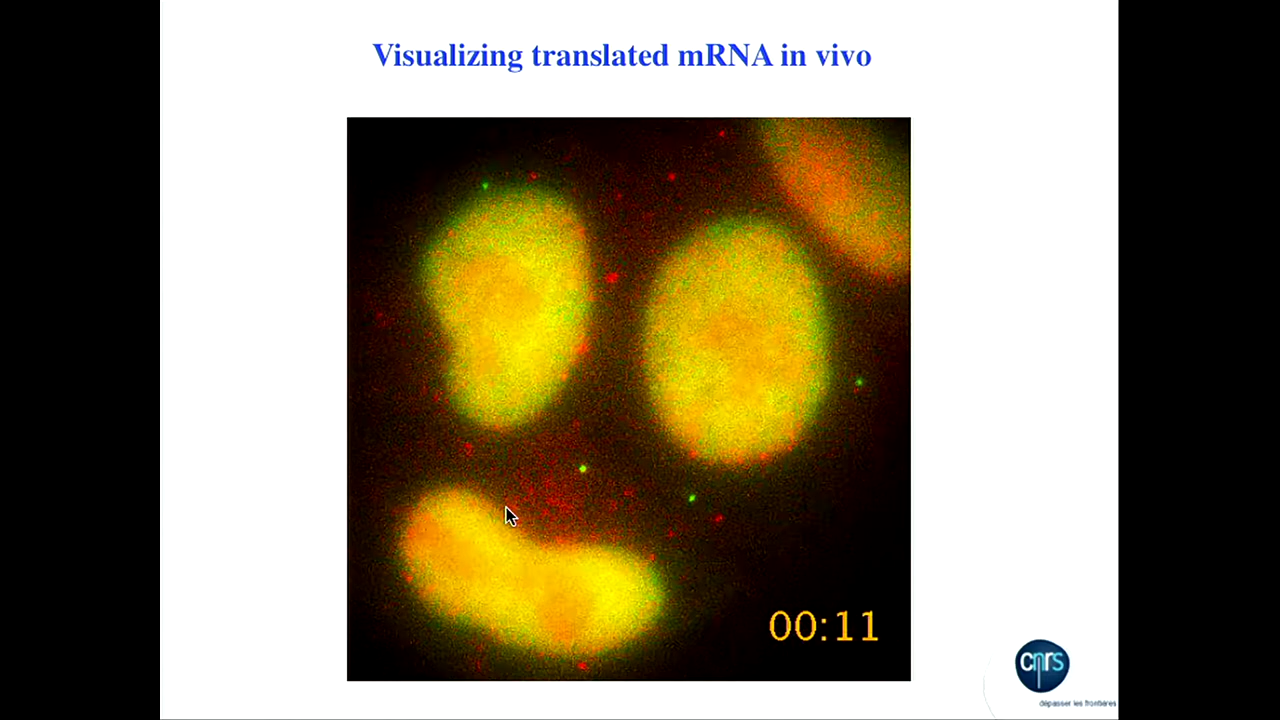 Visualizing translated mRNA in vivo
00:11
cnrs
dépasser les frontières